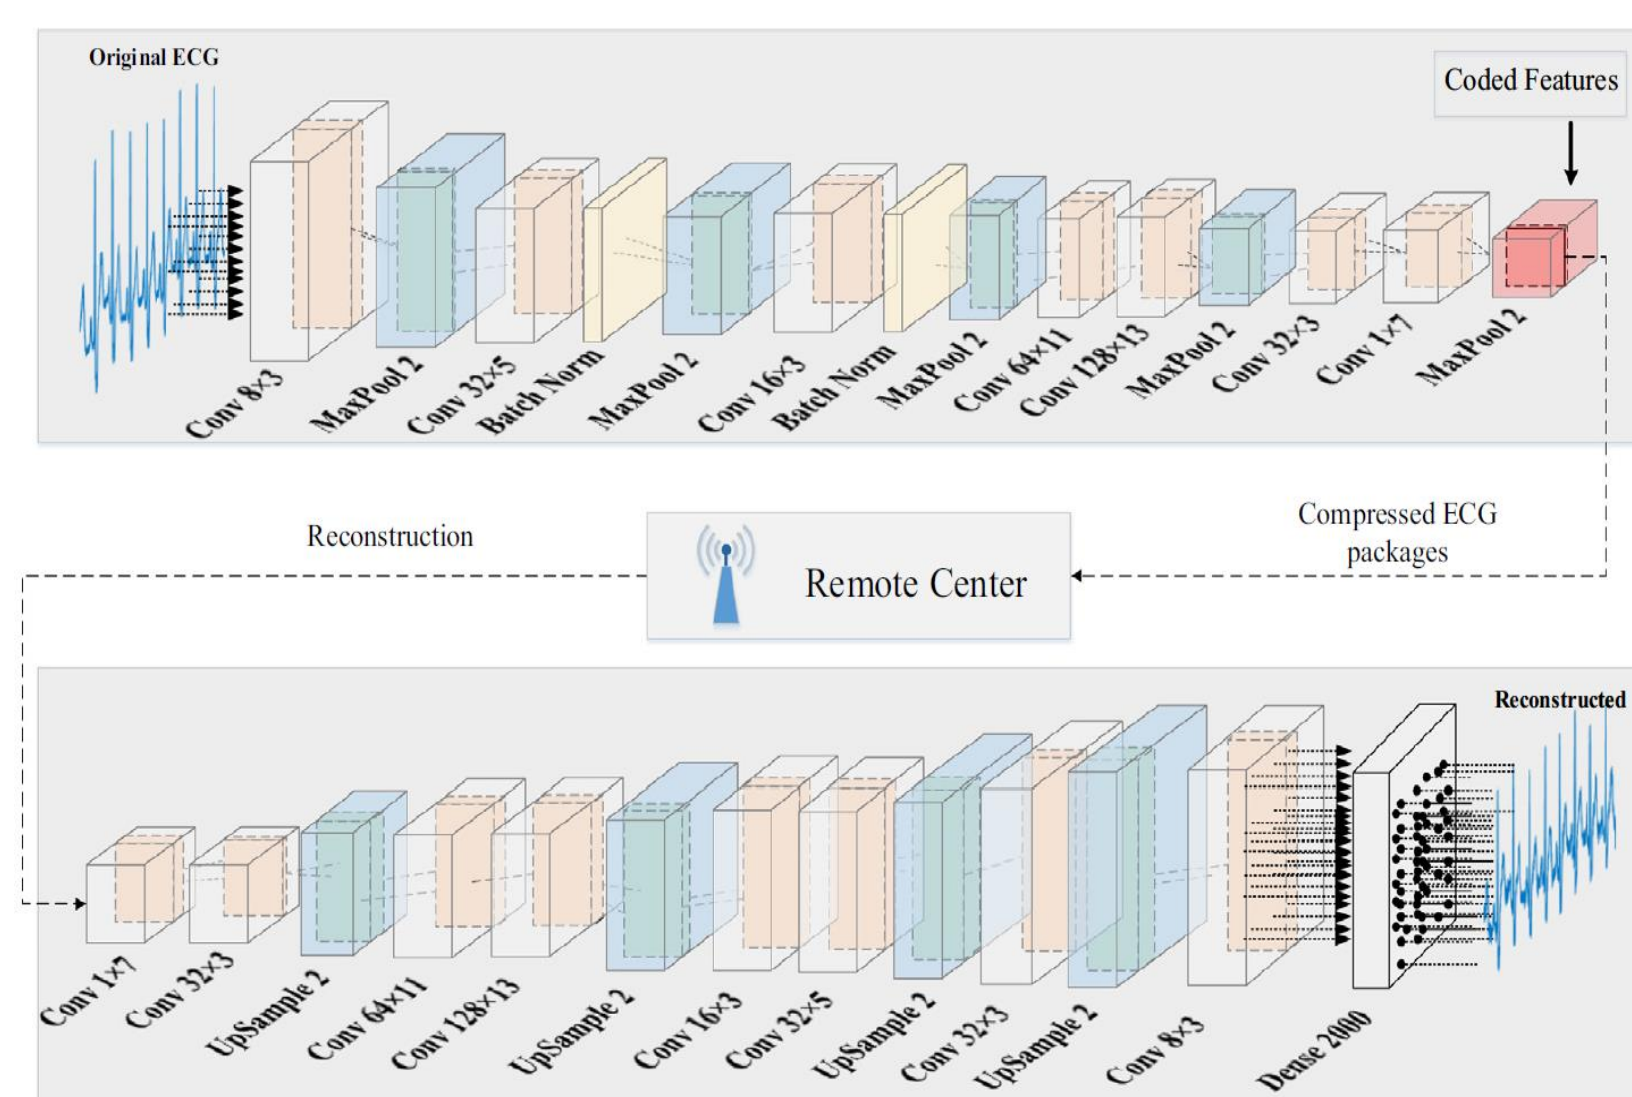 Original ECG
Coded Features
Conv 8×3
MaxPool 2
Conv 32×5
Batch Norm
MaxPool 2
Conv 16×3
Batch Norm
MaxPool 2
Conv 64×11
Conv 128×13
MaxPool 2
Conv 32×3
Conv 1×7
MaxPool 2
Reconstruction
Remote Center
Compressed ECG
packages
Reconstructed
Conv 1×7
Conv 32×3
UpSample 2
Conv 64×11
Conv 128×13
UpSample 2
Conv 16×3
Conv 32×5
UpSample 2
Conv 32×3
UpSample 2
Conv 8×3
Dense 2000